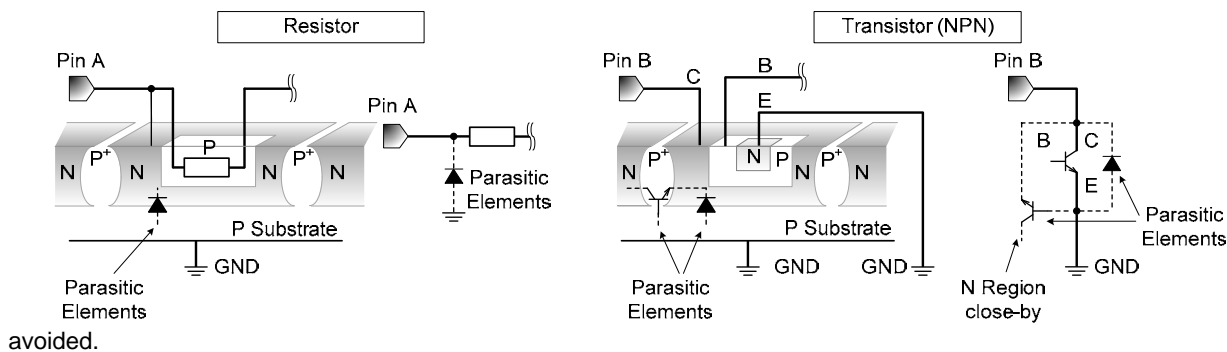 Resistor
Transistor (NPN)
Pin A
Pin B
C
B
E
Pin B
Pin A
N
P+
N
P
N
P+
N
Parasitic
Elements
P Substrate
GND
Parasitic
Elements
N
P+
N
N
P
N
P+
N
P Substrate
GND
GND
Parasitic
Elements
B
C
E
Parasitic
Elements
GND
N Region
close-by
avoided.